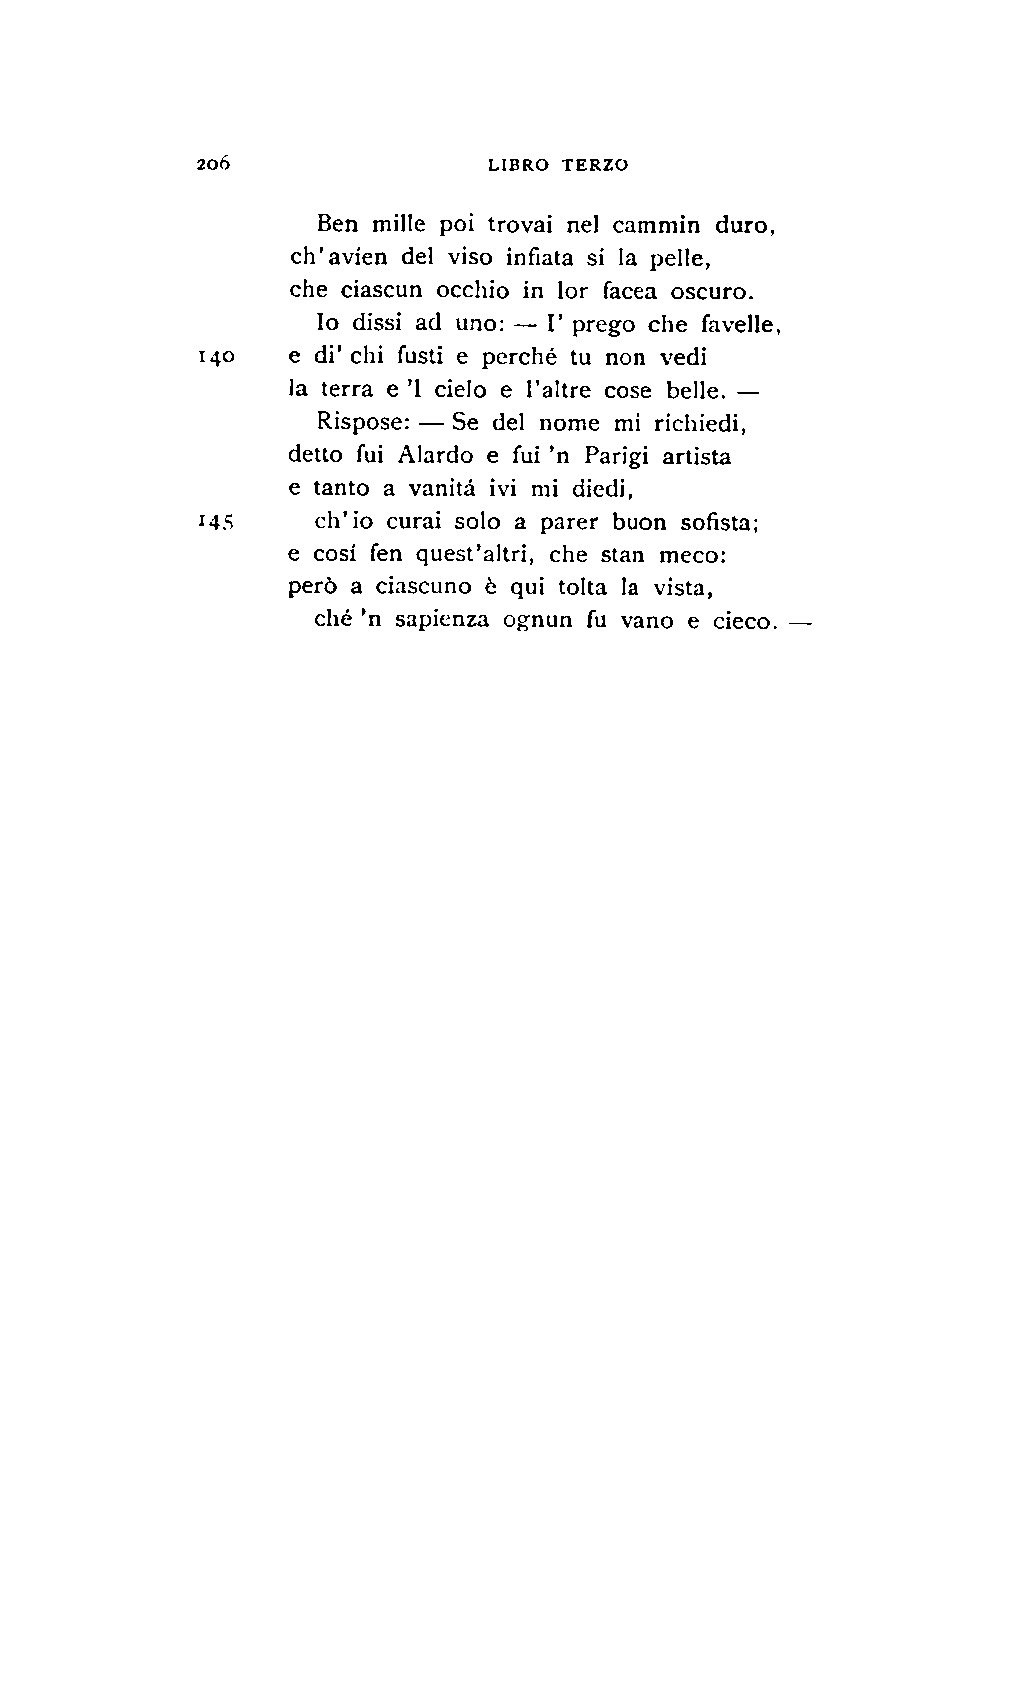 206 LIBRO TERZO
Ben mille poi trovai nel cammin duro,
ch'avíen del viso infiata sí la pelle,
che ciascun occhio in lor facea oscuro.
Io dissi ad uno: — I' prego che favelle,
140 e di' chi fusti e perché tu non vedi
la terra e 'l cielo e l'altre cose belle. —
Rispose: — Se del nome mi richiedi,
detto fui Alardo e fui 'n Parigi artista
e tanto a vanitá ivi mi diedi,
145 ch'io curai solo a parer buon sofista;
e cosí fen quest'altri, che stan meco:
però a ciascuno è qui tolta la vista,
ché 'n sapienza ognun fu vano e cieco. —